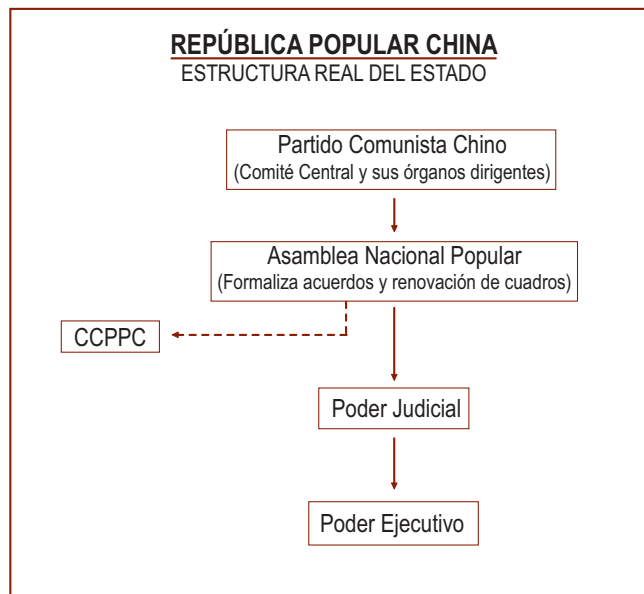 REPÚBLICA POPULAR CHINA
ESTRUCTURA REAL DEL ESTADO
Partido Comunista Chino
(Comité Central y sus órganos dirigentes)
Asamblea Nacional Popular
(Formaliza acuerdos y renovación de cuadros)
CCPPC
Poder Judicial
Poder Ejecutivo